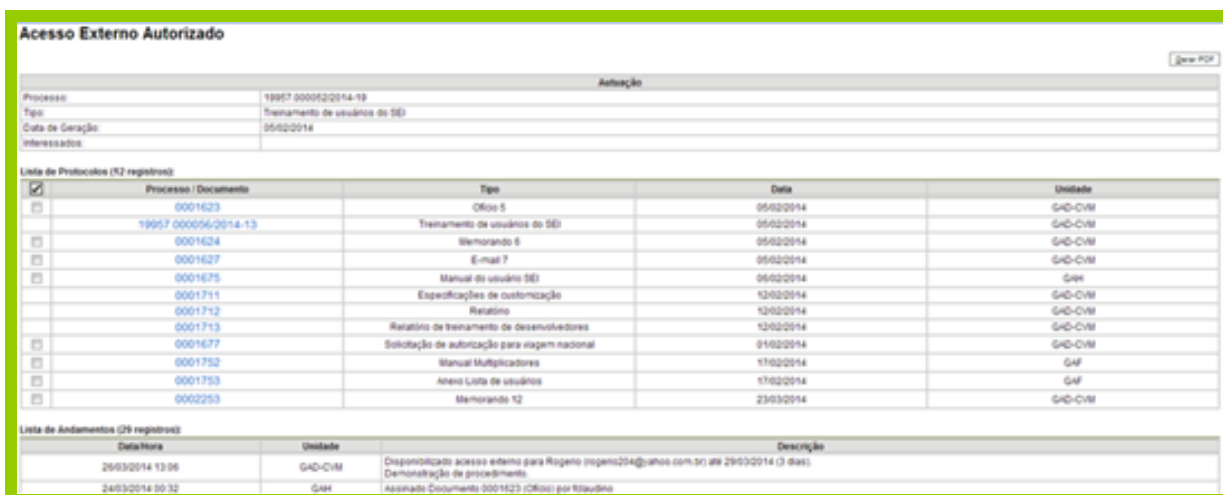 Acesso Externo Autorizado
Gerar PDF
Autuação
Processo: 19957.000052/2014-19
Tipo: Treinamento de usuários do SEI
Data de Geração: 05/02/2014
Interessados:
Lista de Protocolos (12 registros):
Processo / Documento Tipo Data Unidade
0001623 Ofício 5 05/02/2014 GAD-CVM
19957.000056/2014-13 Treinamento de usuários do SEI 05/02/2014 GAD-CVM
0001624 Memorando 6 05/02/2014 GAD-CVM
0001627 E-mail 7 05/02/2014 GAD-CVM
0001675 Manual do usuário SEI 06/02/2014 GAH
0001711 Especificações de customização 12/02/2014 GAD-CVM
0001712 Relatório 12/02/2014 GAD-CVM
0001713 Relatório de treinamento de desenvolvedores 12/02/2014 GAD-CVM
0001677 Solicitação de autorização para viagem nacional 01/02/2014 GAD-CVM
0001752 Manual Multiplicadores 17/02/2014 GAF
0001753 Anexo Lista de usuários 17/02/2014 GAF
0002253 Memorando 12 23/03/2014 GAD-CVM
Lista de Andamentos (29 registros):
Data/Hora Unidade Descrição
26/03/2014 13:06 GAD-CVM Disponibilizado acesso externo para Rogerio (rogerio204@yahoo.com.br) até 29/03/2014 (3 dias).
Demonstração de procedimento.
24/03/2014 00:32 GAH Assinado Documento 0001623 (Ofício) por fclaudino